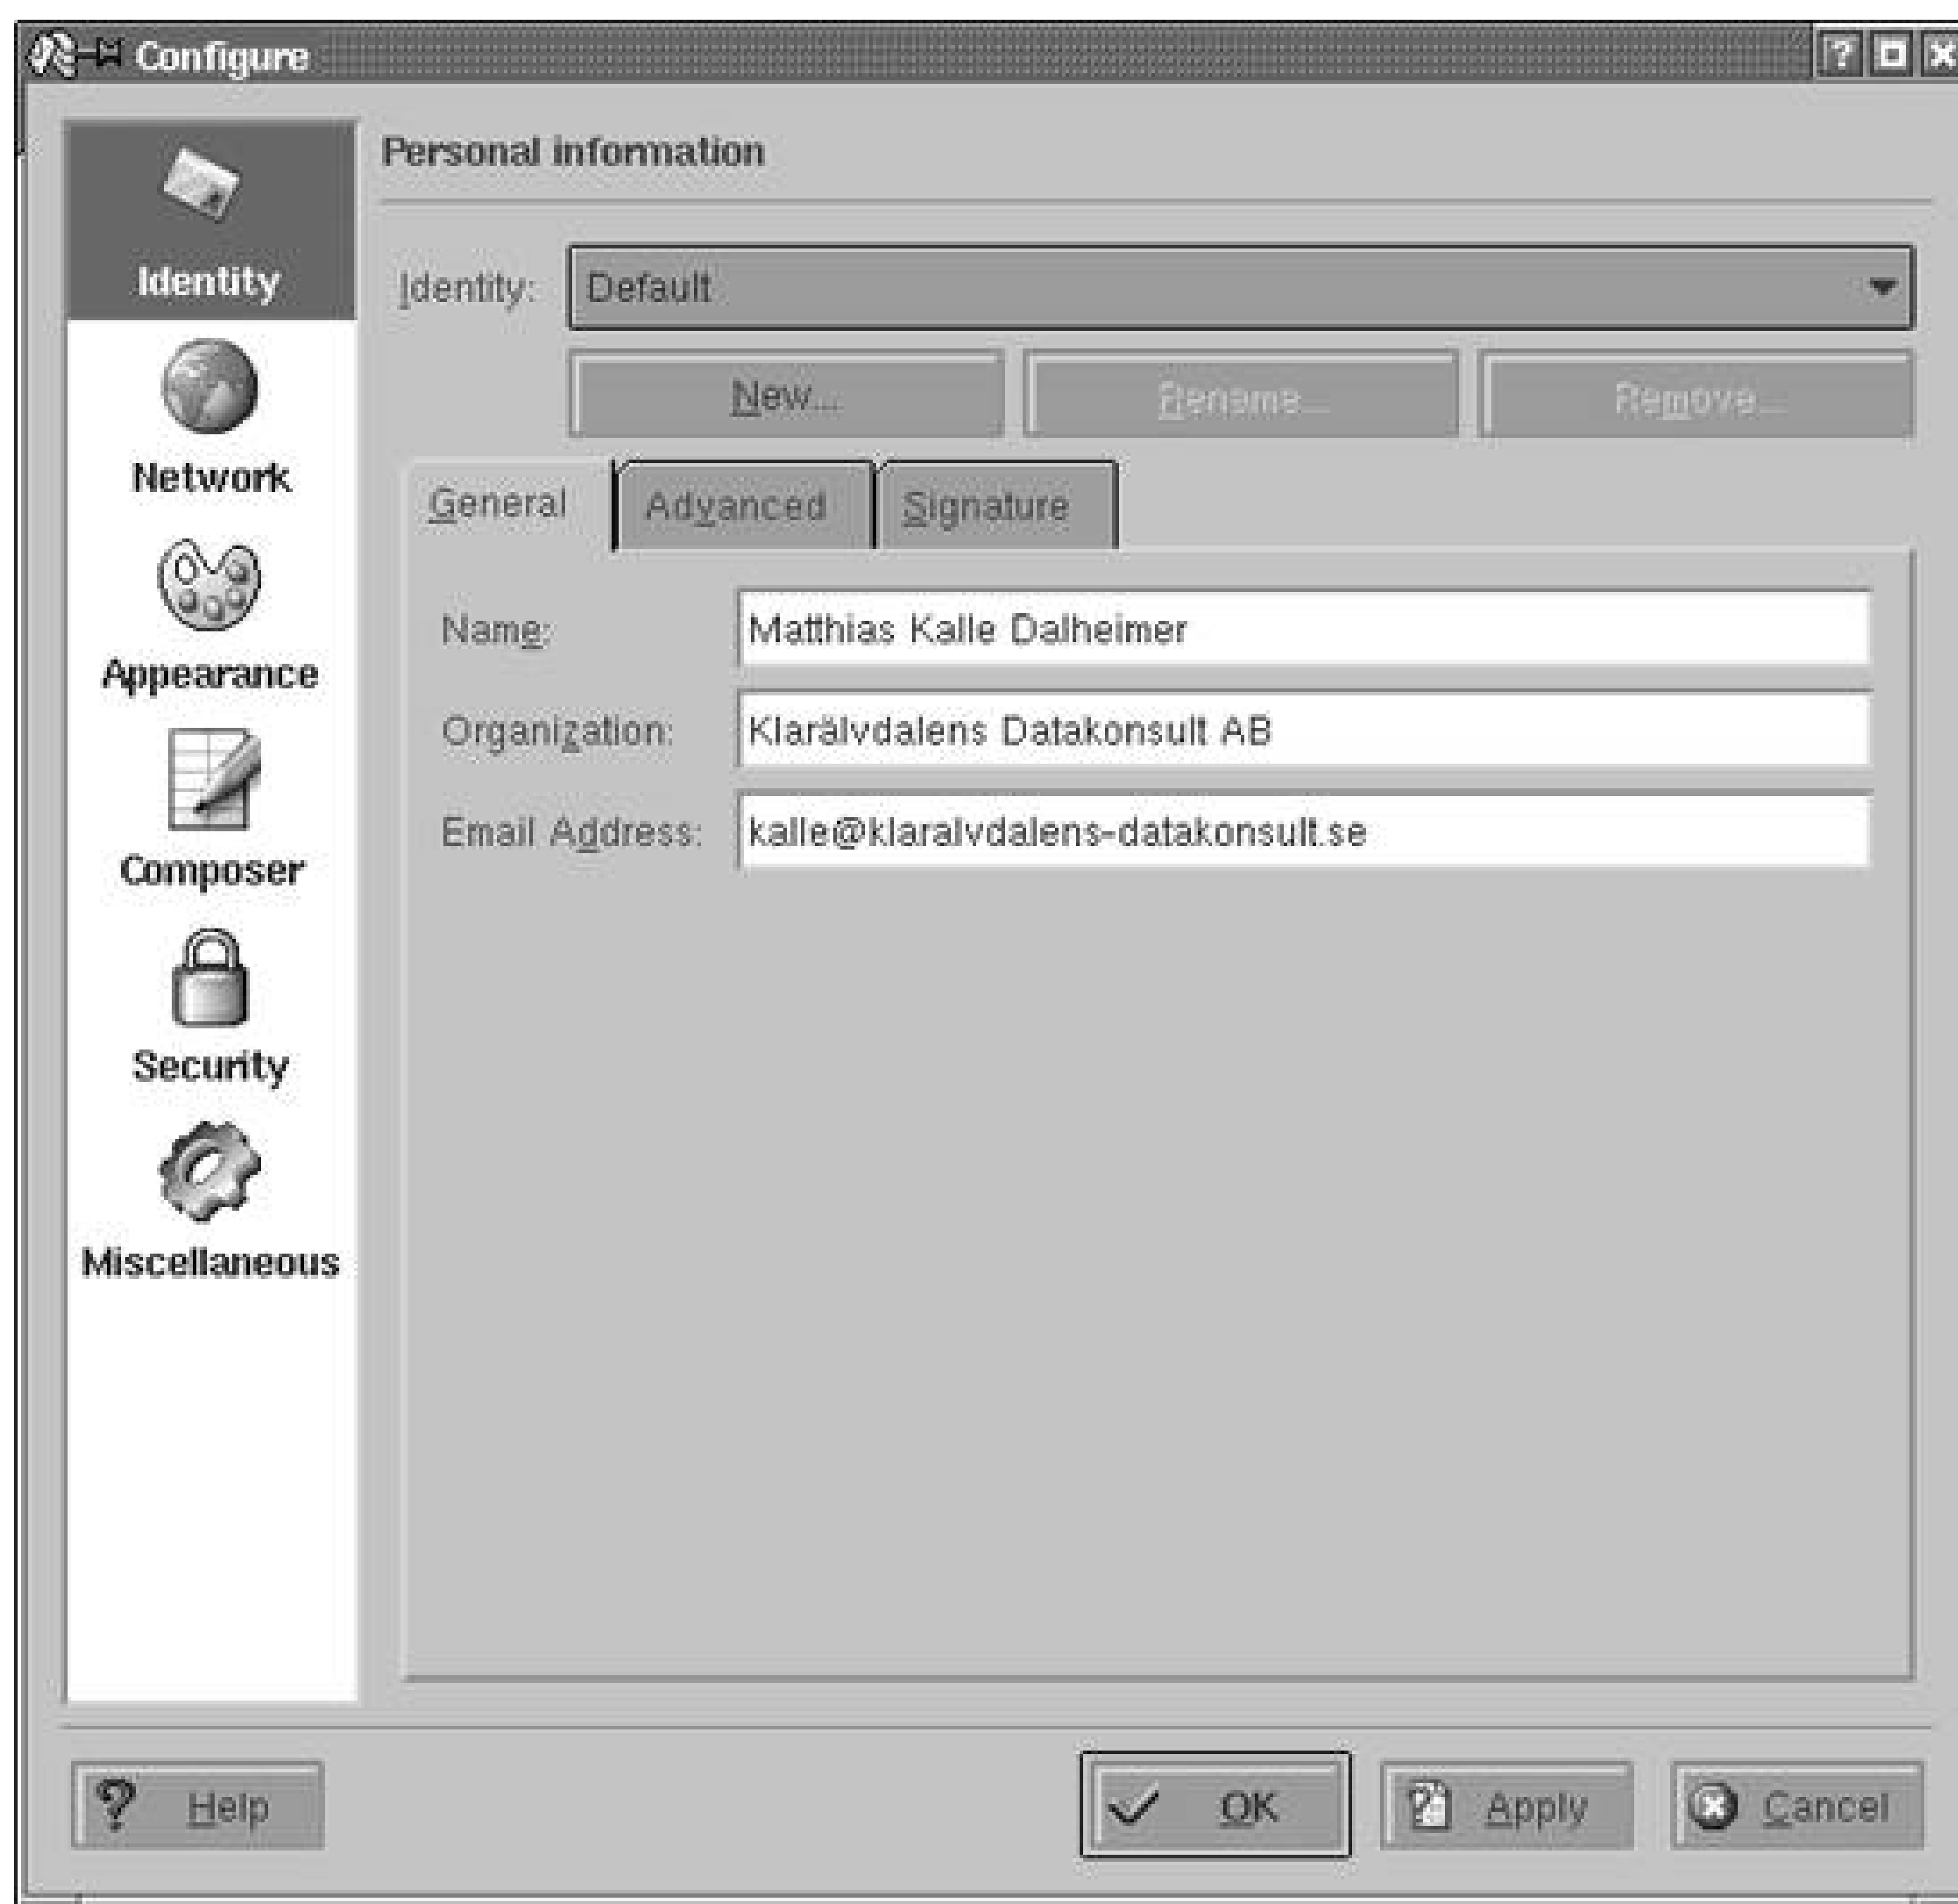 Configure
Identity
Network
Appearance
Composer
Security
Miscellaneous
Personal information
Identity: Default
New... Rename... Remove...
General Advanced Signature
Name: Matthias Kalle Dalheimer
Organization: Klarälvdalens Datakonsult AB
Email Address: kalle@klaralvdalens-datakonsult.se
Help OK Apply Cancel